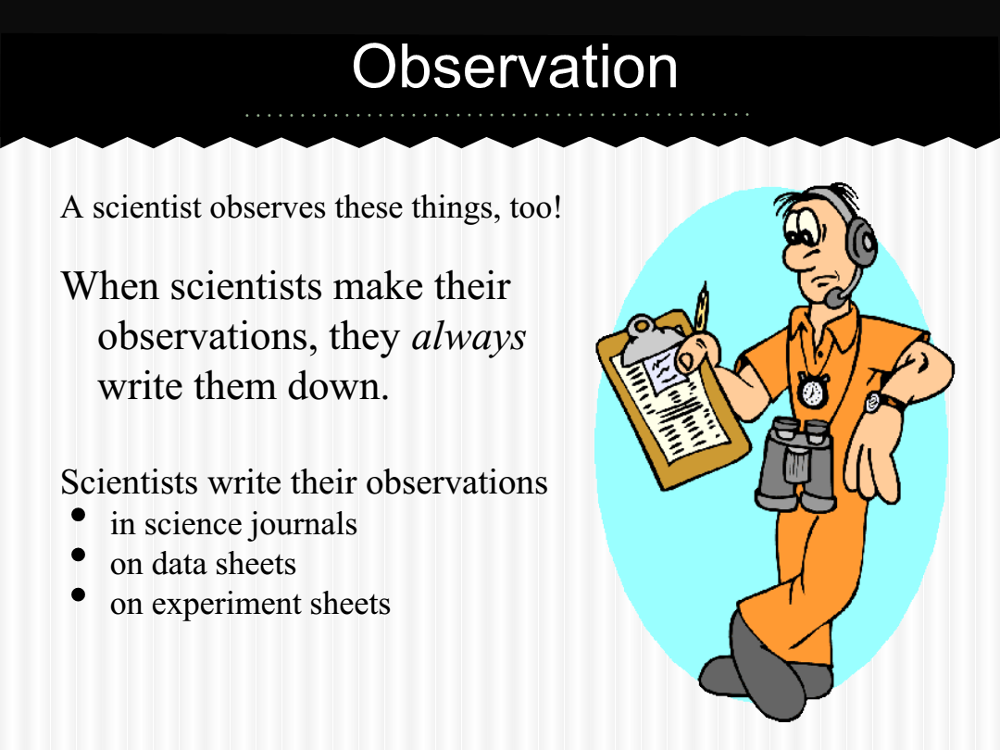 Observation
A scientist observes these things, too!
When scientists make their
observations, they always
write them down.
Scientists write their observations
• in science journals
• on data sheets
• on experiment sheets